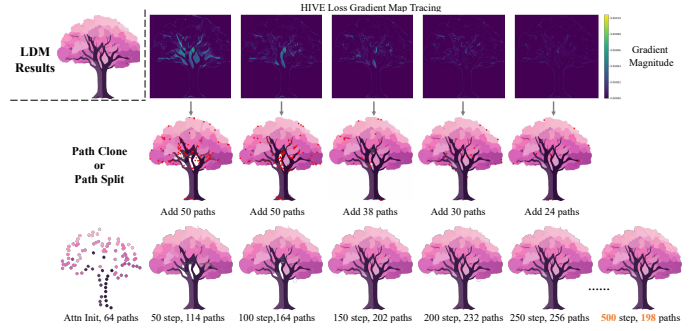 HIVE Loss Gradient Map Tracing
LDM
Results
Gradient
Magnitude
Path Clone
or
Path Split
Add 50 paths
Add 50 paths
Add 38 paths
Add 30 paths
Add 24 paths
......
Attn Init, 64 paths
50 step, 114 paths
100 step,164 paths
150 step, 202 paths
200 step, 232 paths
250 step, 256 paths
500 step, 198 paths